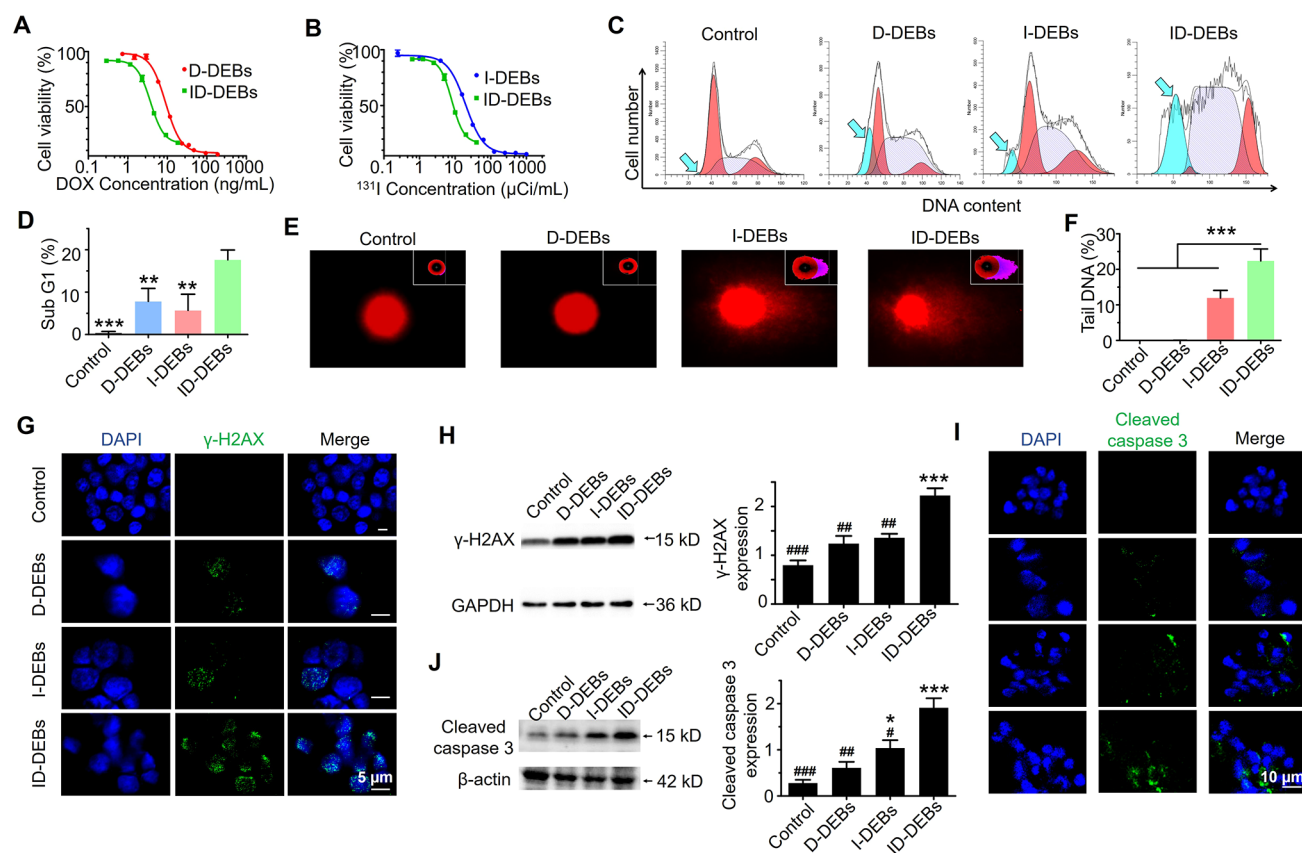 A
Cell viability (%)
100
50
0.1
1
10
100
1000
DOX Concentration (ng/mL)
D-DEBs
ID-DEBs
B
Cell viability (%)
100
50
0.1
1
10
100
1000
¹³¹I Concentration (μCi/mL)
I-DEBs
ID-DEBs
C
Control
D-DEBs
I-DEBs
ID-DEBs
Cell number
Number
Number
Number
Number
DNA content
D
Sub G1 (%)
20
10
0
***
**
**
Control
D-DEBs
I-DEBs
ID-DEBs
E
Control
D-DEBs
I-DEBs
ID-DEBs
F
Tail DNA (%)
30
20
10
0
***
Control
D-DEBs
I-DEBs
ID-DEBs
G
DAPI
γ-H2AX
Merge
Control
D-DEBs
I-DEBs
ID-DEBs
5 μm
H
Control
D-DEBs
I-DEBs
ID-DEBs
γ-H2AX
←15 kD
GAPDH
←36 kD
γ-H2AX
expression
2
1
0
###
##
##
***
Control
D-DEBs
I-DEBs
ID-DEBs
I
DAPI
Cleaved
caspase 3
Merge
10 μm
J
Control
D-DEBs
I-DEBs
ID-DEBs
Cleaved
caspase 3
←15 kD
β-actin
←42 kD
Cleaved caspase 3
expression
2
1
0
###
##
*
#
***
Control
D-DEBs
I-DEBs
ID-DEBs